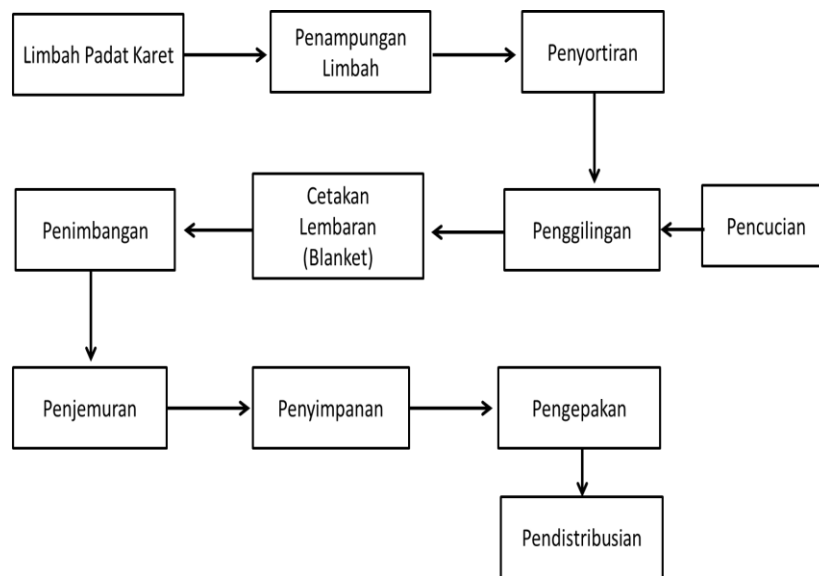 Limbah Padat Karet
Penampungan
Limbah
Penyortiran
Penimbangan
Cetakan
Lembaran
(Blanket)
Penggilingan
Pencucian
Penjemuran
Penyimpanan
Pengepakan
Pendistribusian